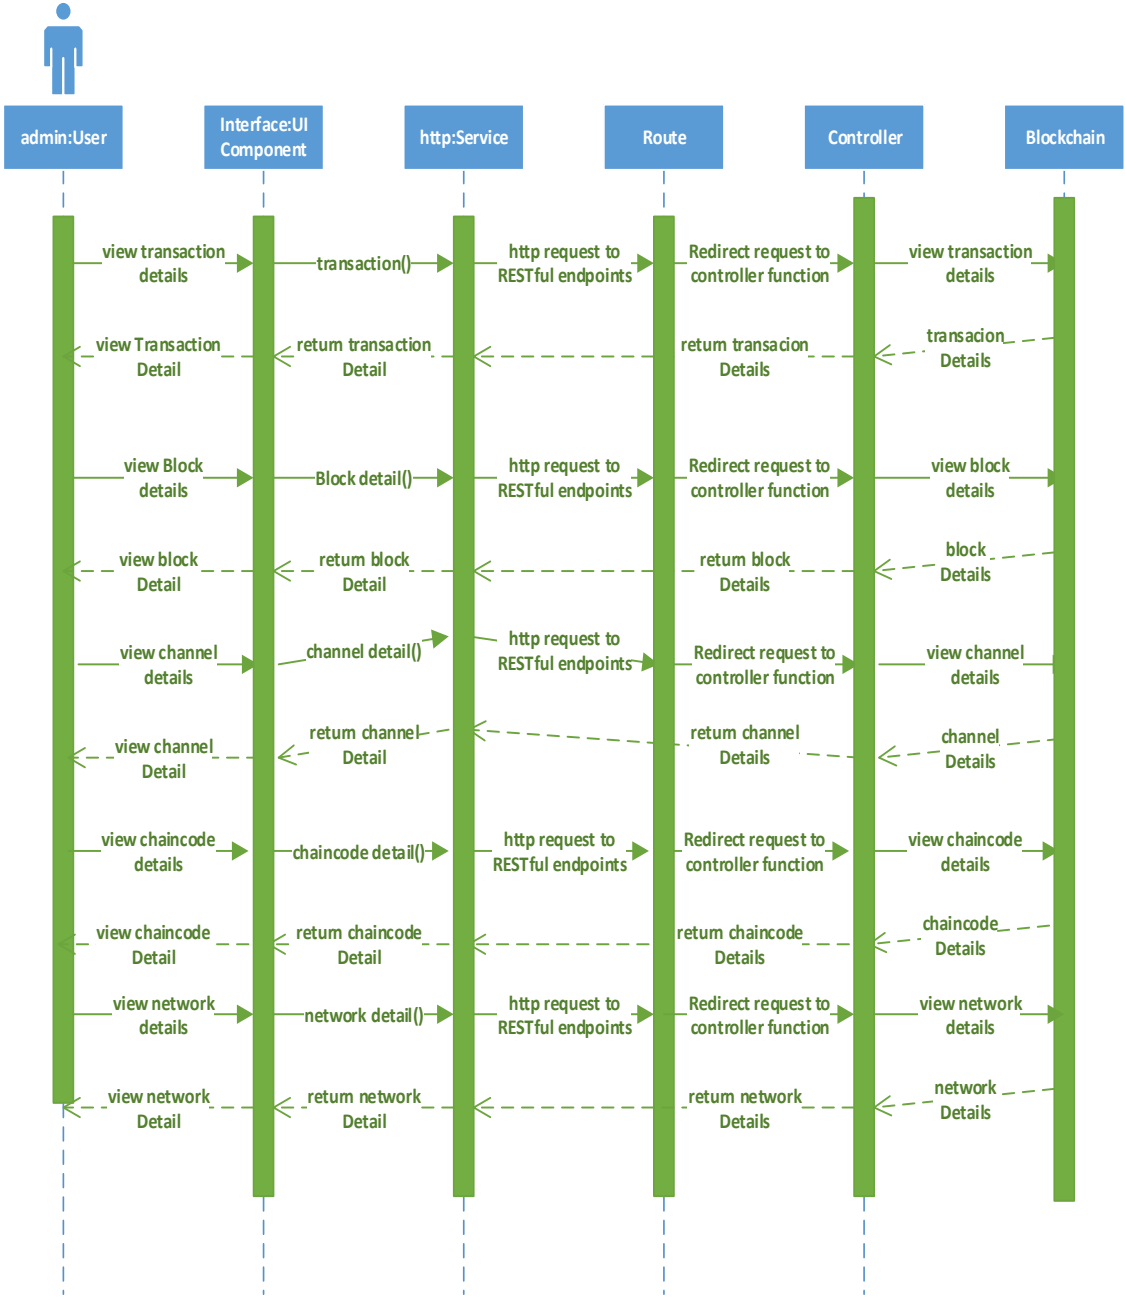 admin:User
Interface:UI
Component
http:Service
Route
Controller
Blockchain
view transaction
details
transaction()
http request to
RESTful endpoints
Redirect request to
controller function
view transaction
details
view Transaction
Detail
return transaction
Detail
return transacion
Details
transacion
Details
view Block
details
Block detail()
http request to
RESTful endpoints
Redirect request to
controller function
view block
details
view block
Detail
return block
Detail
return block
Details
block
Details
view channel
details
channel detail()
http request to
RESTful endpoints
Redirect request to
controller function
view channel
details
view channel
Detail
return channel
Detail
return channel
Details
channel
Details
view chaincode
details
chaincode detail()
http request to
RESTful endpoints
Redirect request to
controller function
view chaincode
details
view chaincode
Detail
return chaincode
Detail
return chaincode
Details
chaincode
Details
view network
details
network detail()
http request to
RESTful endpoints
Redirect request to
controller function
view network
details
view network
Detail
return network
Detail
return network
Details
network
Details